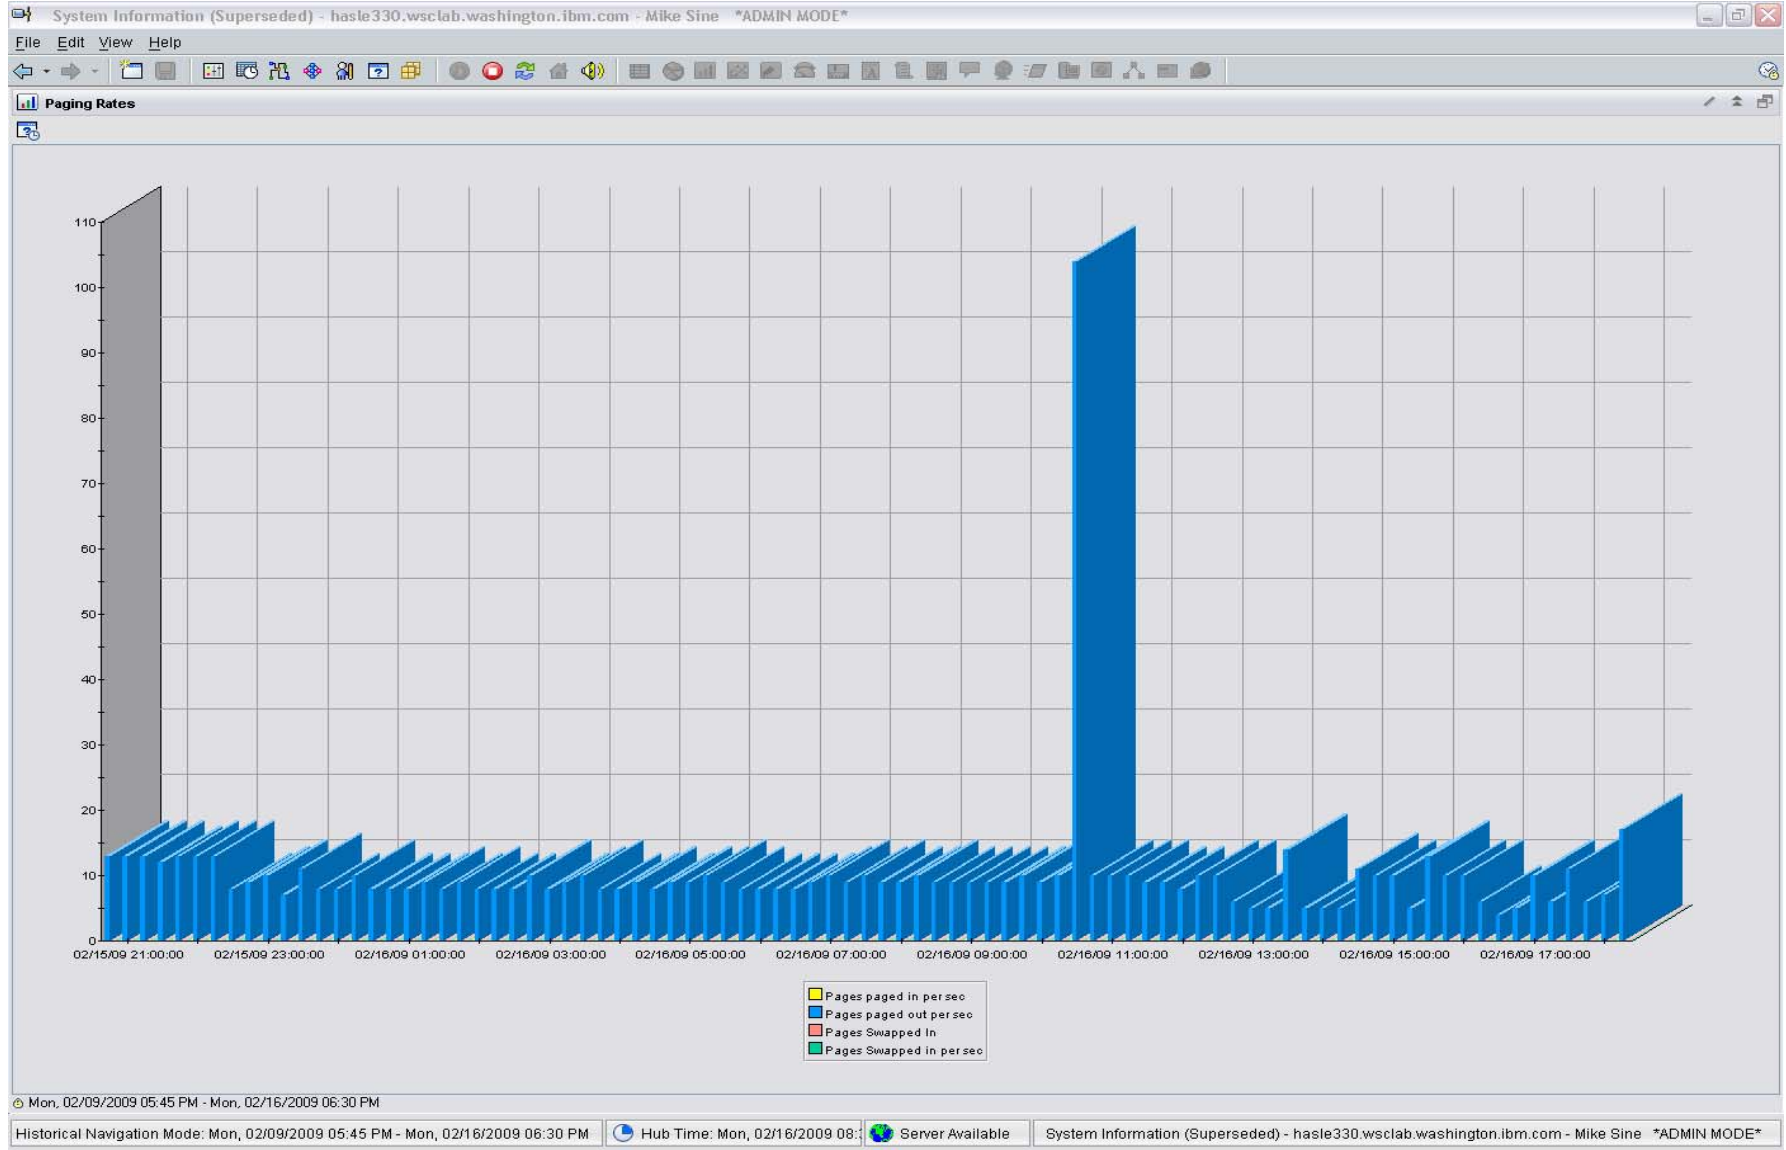 System Information (Superseded) - hasle330.wsclab.washington.ibm.com - Mike Sine *ADMIN MODE*
File Edit View Help
Paging Rates
110
100
90
80
70
60
50
40
30
20
10
0
02/15/09 21:00:00 02/15/09 23:00:00 02/16/09 01:00:00 02/16/09 03:00:00 02/16/09 05:00:00 02/16/09 07:00:00 02/16/09 09:00:00 02/16/09 11:00:00 02/16/09 13:00:00 02/16/09 15:00:00 02/16/09 17:00:00
Pages paged in per sec
Pages paged out per sec
Pages Swapped In
Pages Swapped in per sec
Mon, 02/09/2009 05:45 PM - Mon, 02/16/2009 06:30 PM
Historical Navigation Mode: Mon, 02/09/2009 05:45 PM - Mon, 02/16/2009 06:30 PM Hub Time: Mon, 02/16/2009 08: Server Available System Information (Superseded) - hasle330.wsclab.washington.ibm.com - Mike Sine *ADMIN MODE*